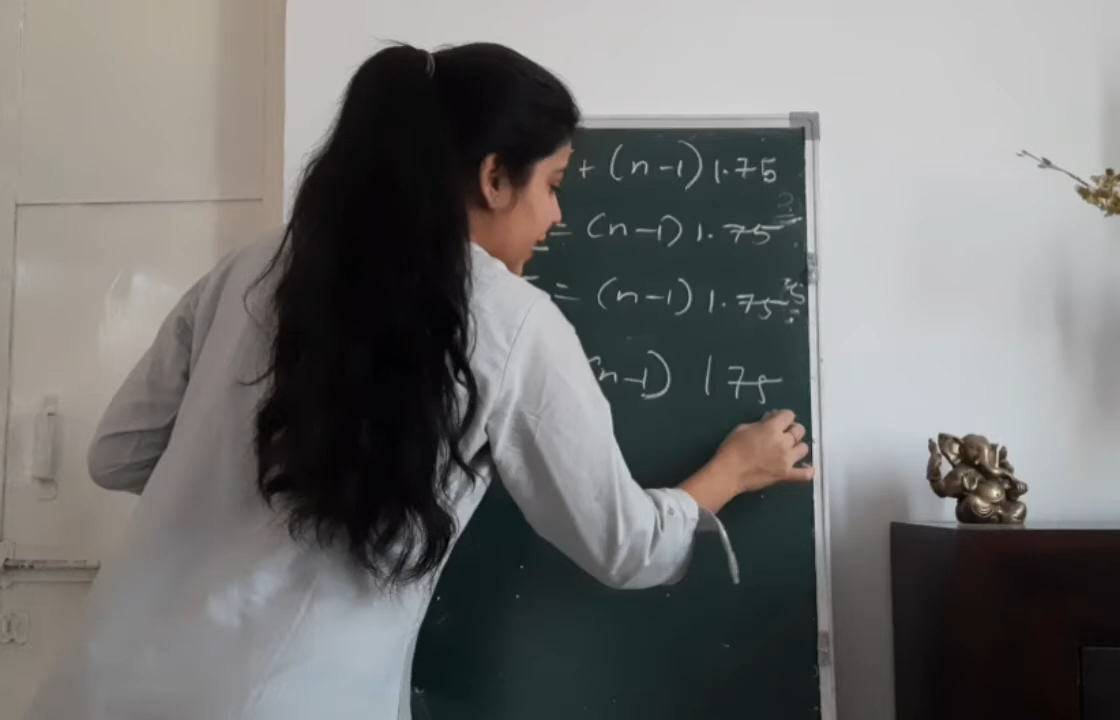 + (n-1) 1.75
= (n-1) 1.75
= (n-1) 1.75
(n-1) 175